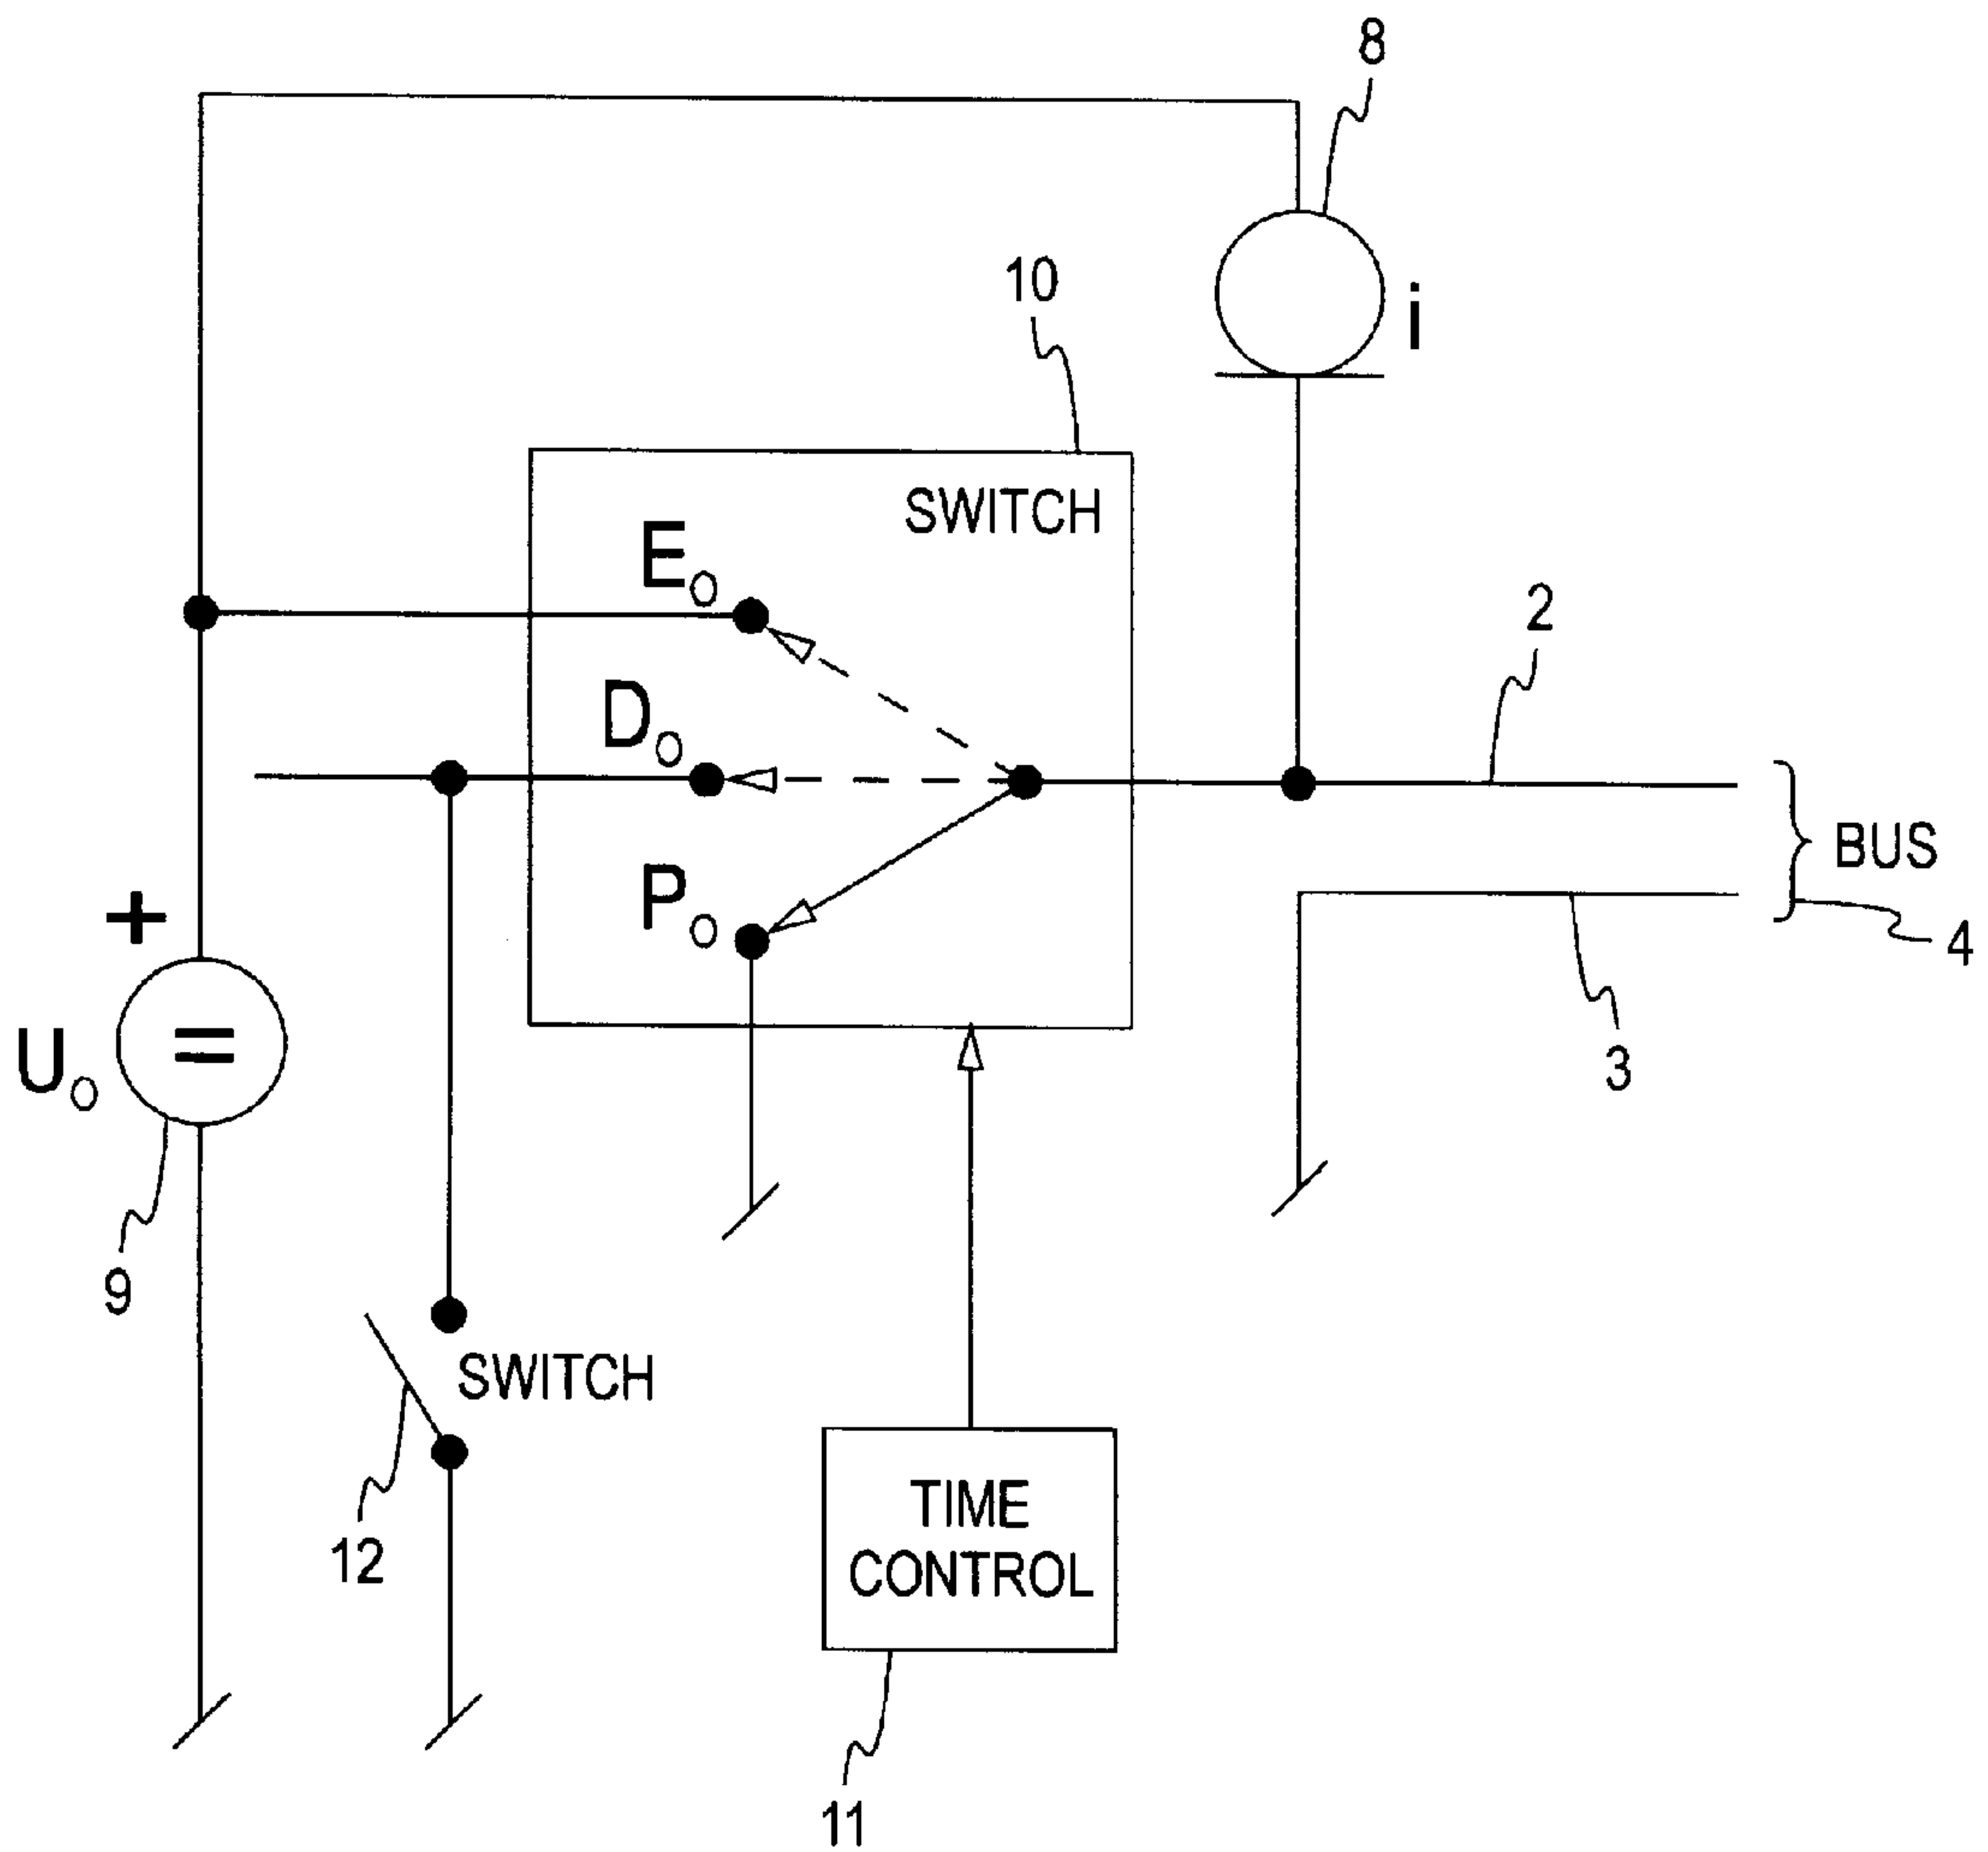 8
10
i
SWITCH
E₀
2
D₀
BUS
P₀
+
4
U₀
=
3
9
SWITCH
12
TIME
CONTROL
11